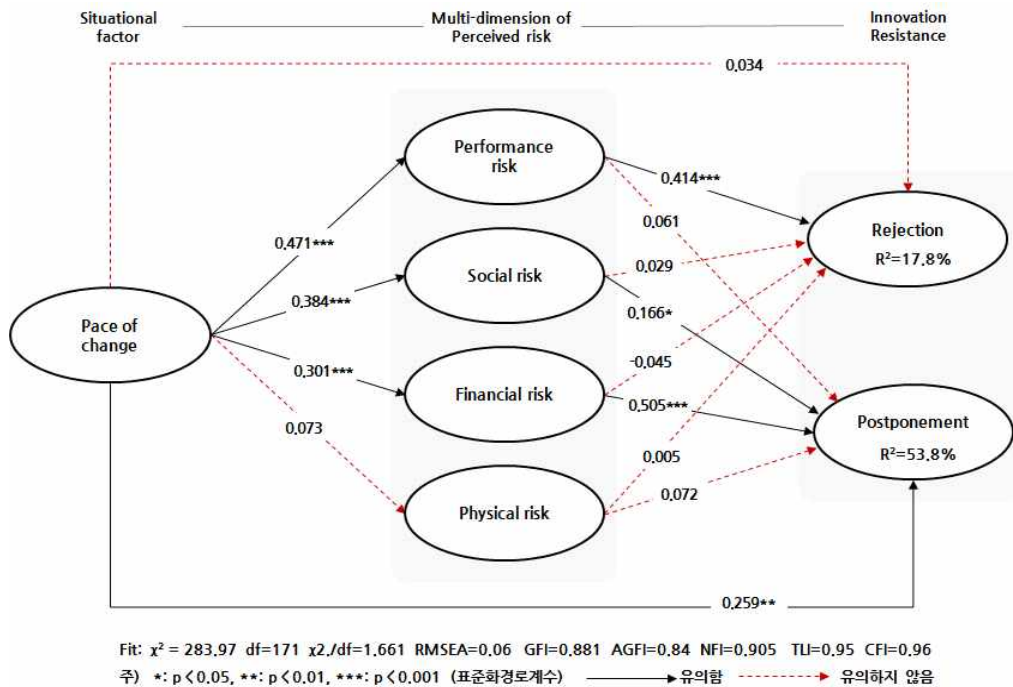 Situational
factor
Multi-dimension of
Perceived risk
Innovation
Resistance
0.034
Performance
risk
0.414***
0.061
Rejection
R²=17.8%
0.471***
Social risk
0.029
0.384***
0.166*
Pace of
change
-0.045
0.301***
Financial risk
0.505***
Postponement
R²=53.8%
0.073
0.005
0.072
Physical risk
0.259**
Fit: χ² = 283.97 df=171 χ2./df=1.661 RMSEA=0.06 GFI=0.881 AGFI=0.84 NFI=0.905 TLI=0.95 CFI=0.96
주) *: p<0.05, **: p<0.01, ***: p<0.001 (표준화경로계수) 유의함 유의하지 않음